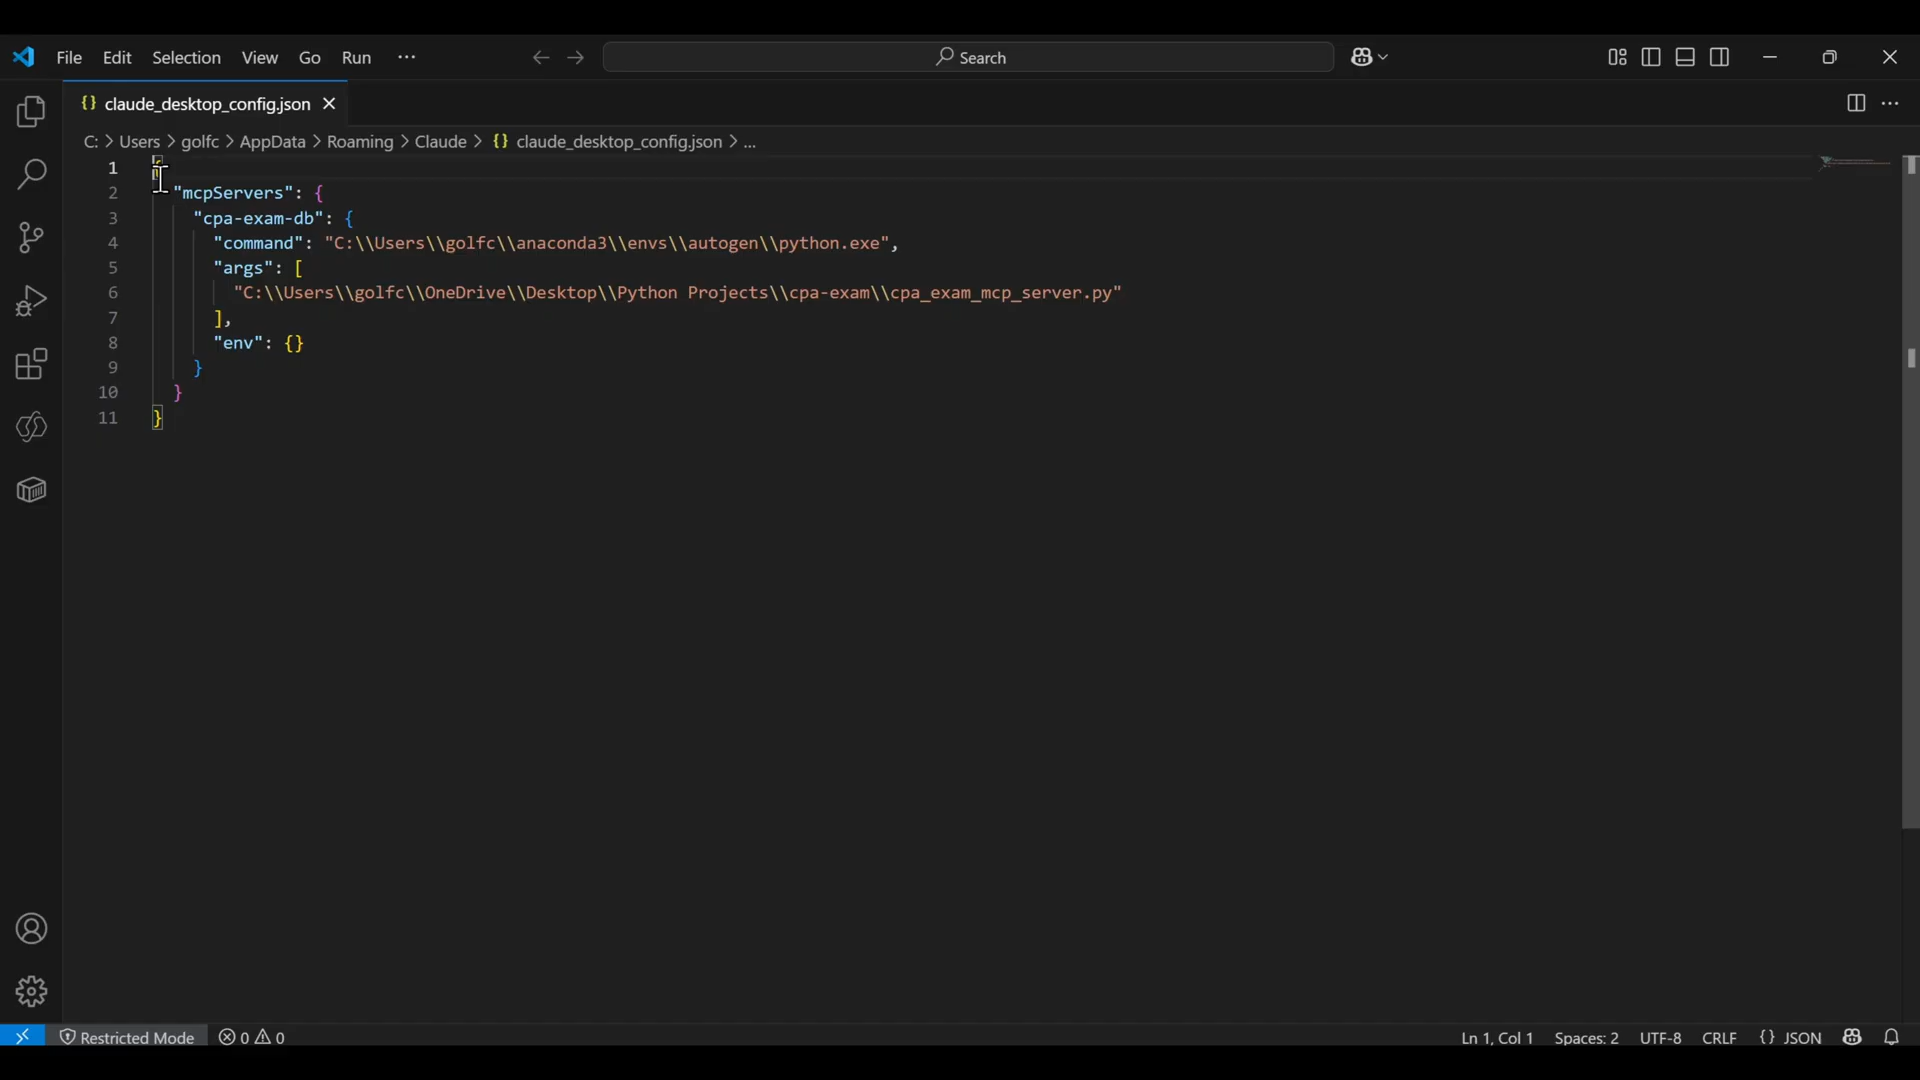 File Edit Selection View Go Run ··· Search
{} claude_desktop_config.json
C: > Users > golfc > AppData > Roaming > Claude > {} claude_desktop_config.json > ...
1 {
2 "mcpServers": {
3 "cpa-exam-db": {
4 "command": "C:\\Users\\golfc\\anaconda3\\envs\\autogen\\python.exe",
5 "args": [
6 "C:\\Users\\golfc\\OneDrive\\Desktop\\Python Projects\\cpa-exam\\cpa_exam_mcp_server.py"
7 ],
8 "env": {}
9 }
10 }
11 }
Restricted Mode 0 0 Ln 1, Col 1 Spaces: 2 UTF-8 CRLF {} JSON